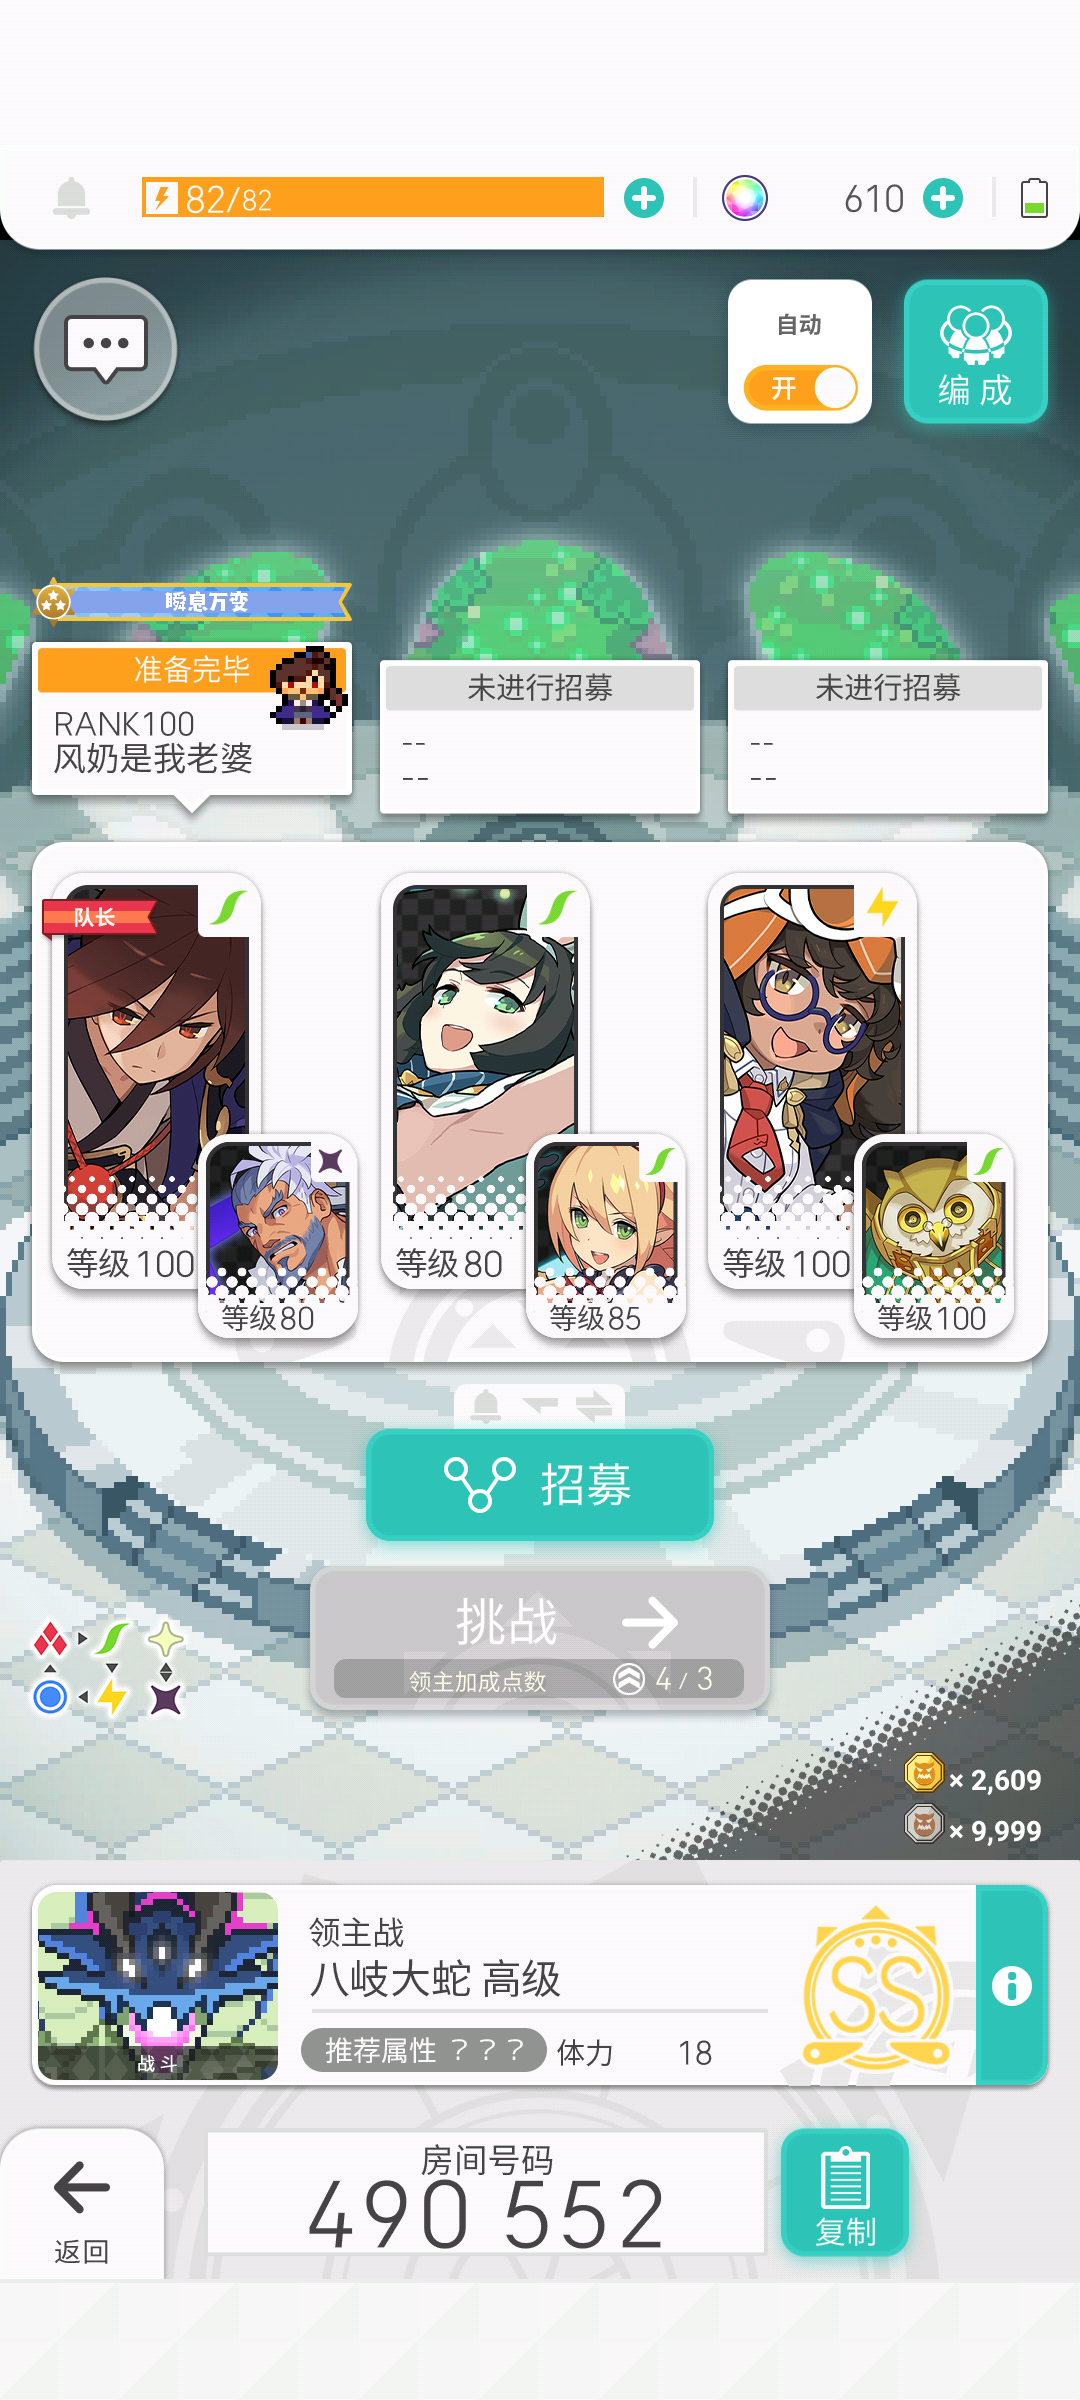 82/82
610
自动
开
编成
瞬息万变
准备完毕
RANK100
风奶是我老婆
未进行招募
--
--
未进行招募
--
--
队长
等级100
等级80
等级80
等级85
等级100
等级100
招募
挑战
领主加成点数 4/3
× 2,609
× 9,999
战斗
领主战
八岐大蛇 高级
推荐属性 ？？？ 体力 18
SS
返回
房间号码
490 552
复制